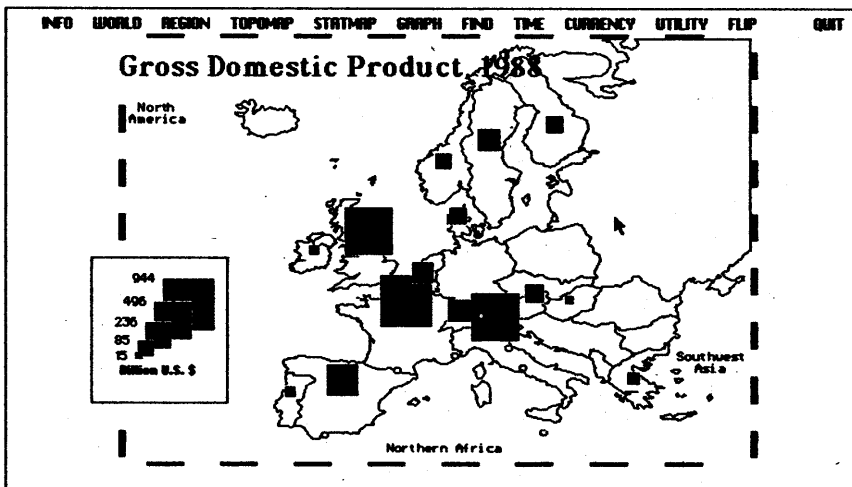 INFO WORLD REGION TOPOMAP STATMAP GRAPH FIND TIME CURRENCY UTILITY FLIP QUIT
Gross Domestic Product, 1988
North
America
944
496
236
85
15
Billion U.S. $
Southwest
Asia
Northern Africa